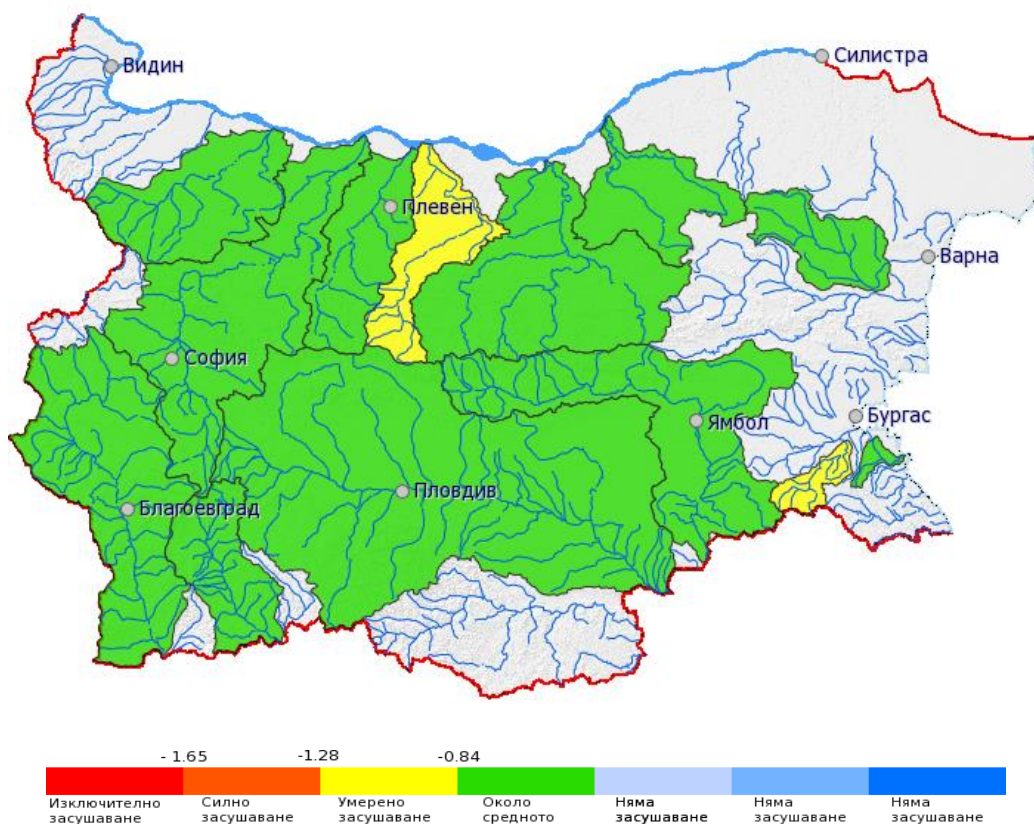 Силистра
Видин
Плевен
Варна
София
Бургас
Ямбол
Пловдив
Благоевград
- 1.65 -1.28 -0.84
Изключително Силно Умерено Около Няма Няма Няма
засушаване засушаване засушаване средното засушаване засушаване засушаване